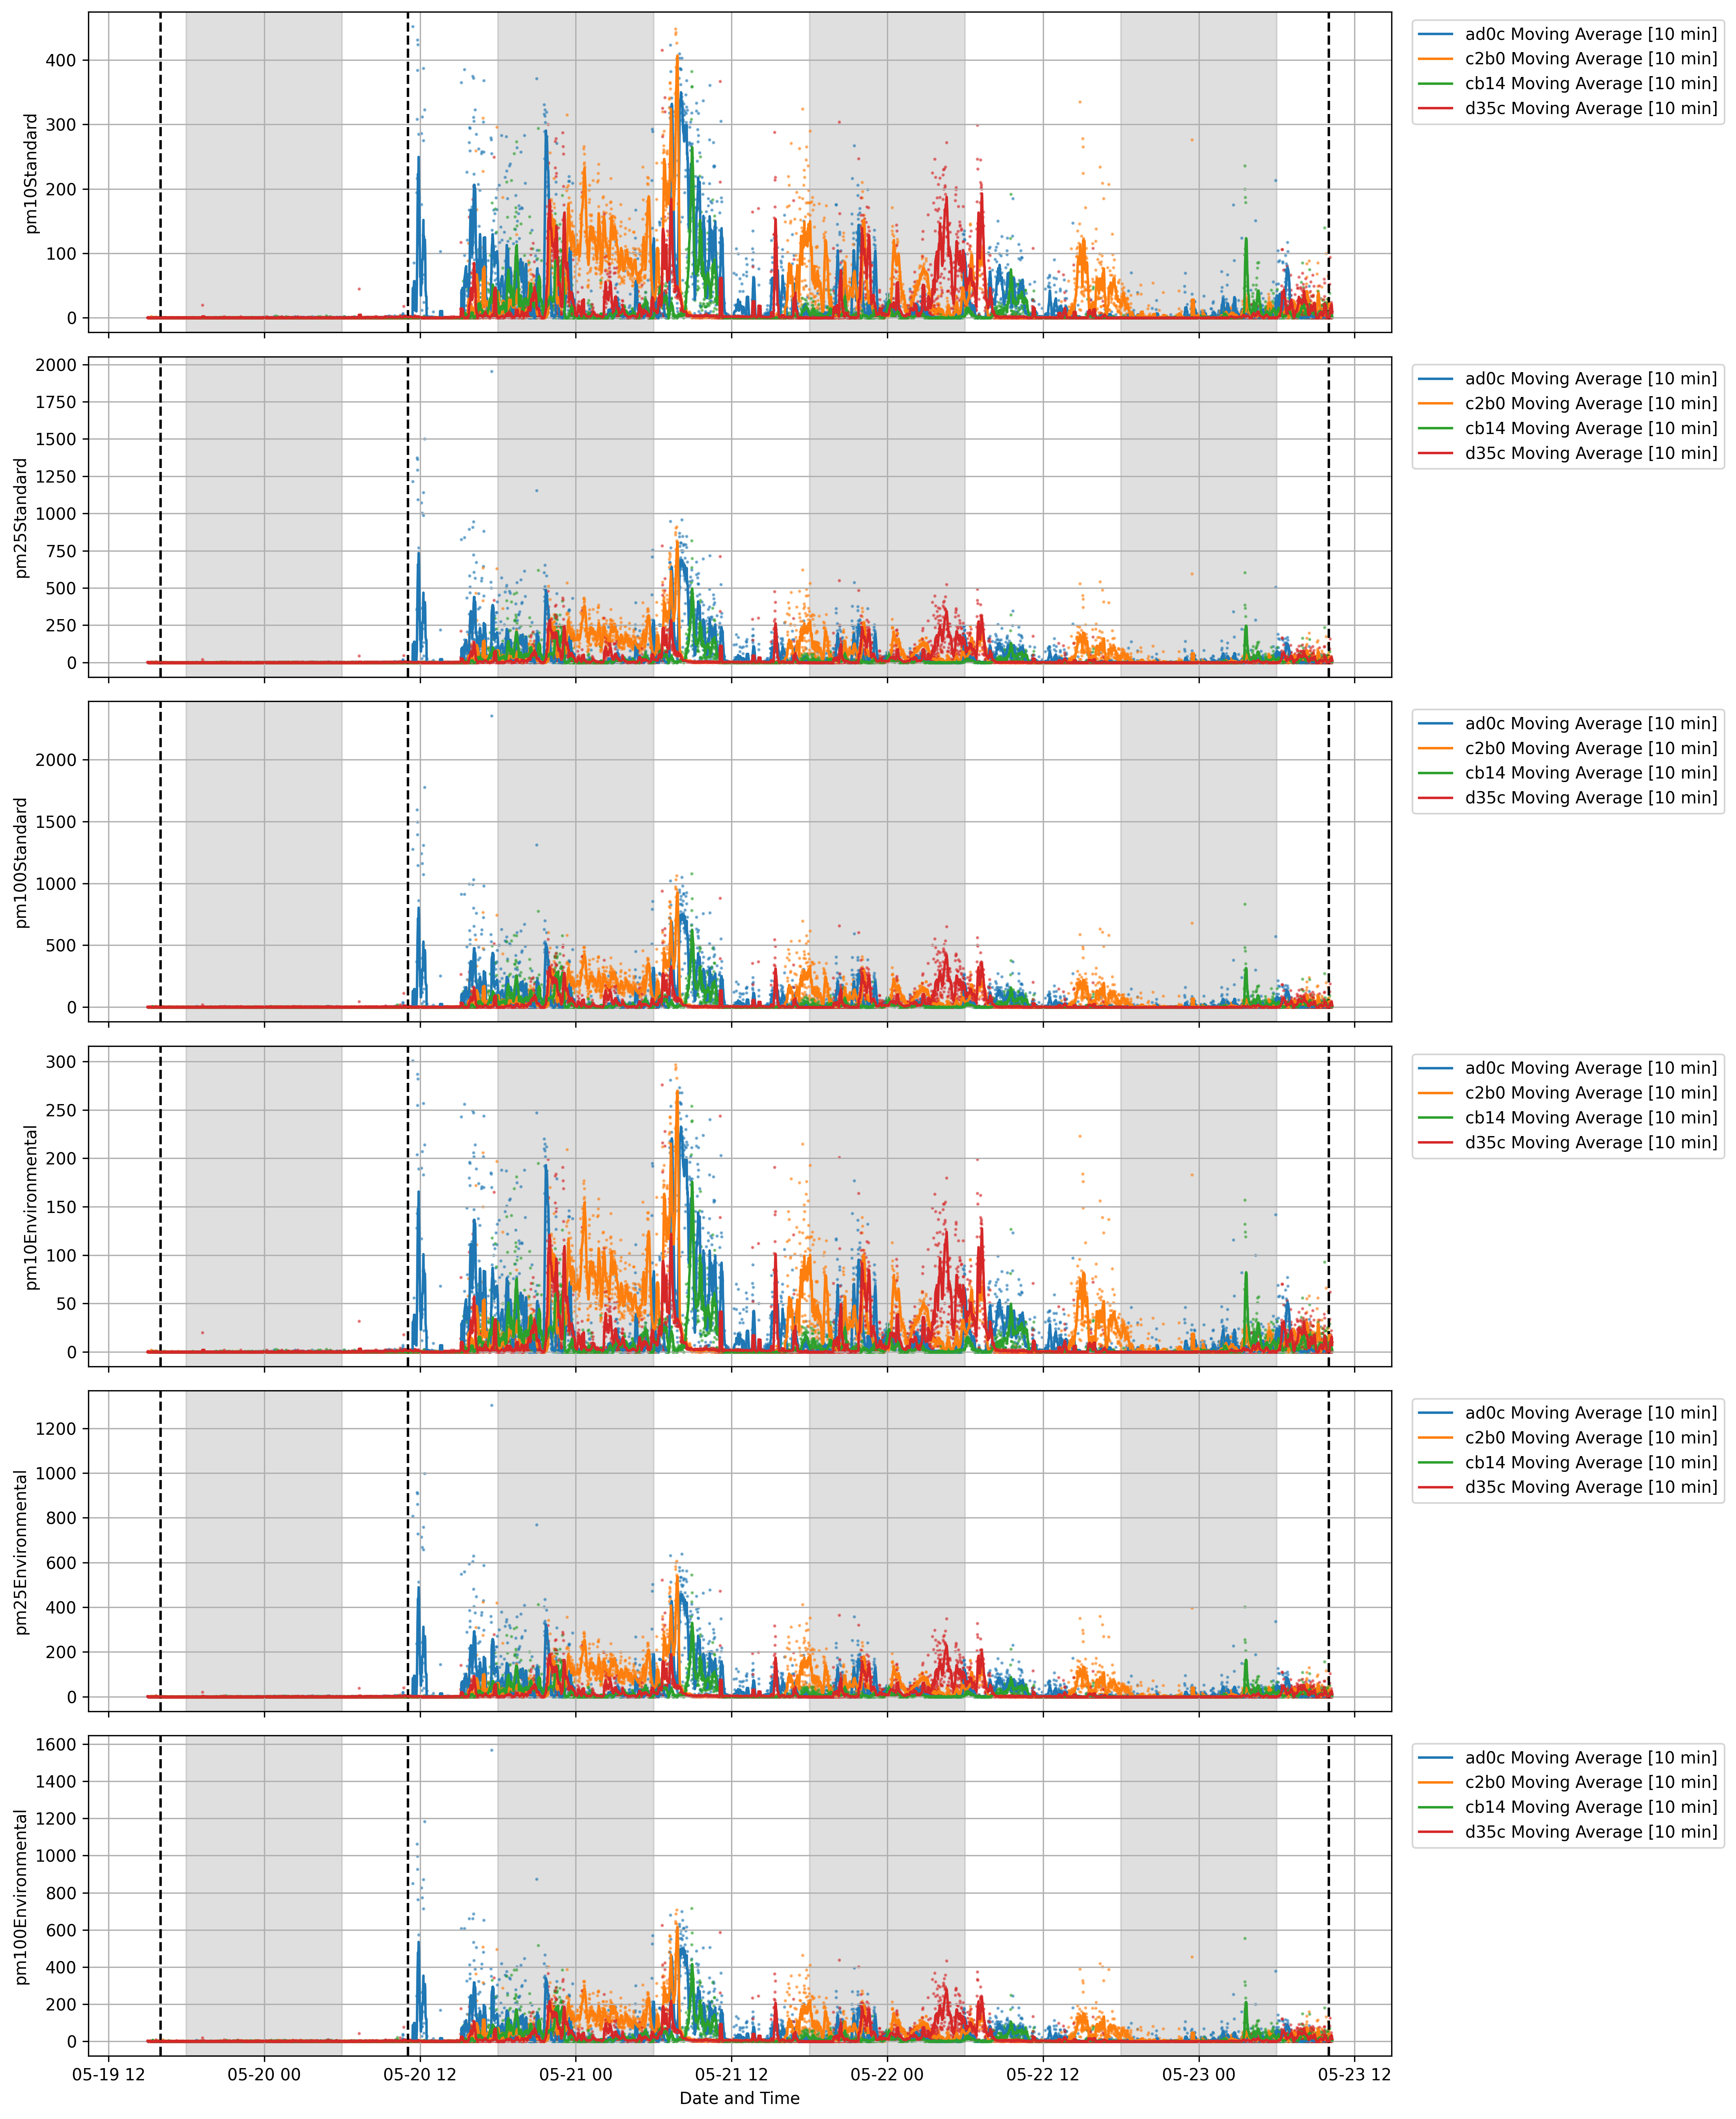 pm10Standard
400
300
200
100
0
ad0c Moving Average [10 min]
c2b0 Moving Average [10 min]
cb14 Moving Average [10 min]
d35c Moving Average [10 min]
pm25Standard
2000
1750
1500
1250
1000
750
500
250
0
ad0c Moving Average [10 min]
c2b0 Moving Average [10 min]
cb14 Moving Average [10 min]
d35c Moving Average [10 min]
pm100Standard
2000
1500
1000
500
0
ad0c Moving Average [10 min]
c2b0 Moving Average [10 min]
cb14 Moving Average [10 min]
d35c Moving Average [10 min]
pm10Environmental
300
250
200
150
100
50
0
ad0c Moving Average [10 min]
c2b0 Moving Average [10 min]
cb14 Moving Average [10 min]
d35c Moving Average [10 min]
pm25Environmental
1200
1000
800
600
400
200
0
ad0c Moving Average [10 min]
c2b0 Moving Average [10 min]
cb14 Moving Average [10 min]
d35c Moving Average [10 min]
pm100Environmental
1600
1400
1200
1000
800
600
400
200
0
ad0c Moving Average [10 min]
c2b0 Moving Average [10 min]
cb14 Moving Average [10 min]
d35c Moving Average [10 min]
05-19 12 05-20 00 05-20 12 05-21 00 05-21 12 05-22 00 05-22 12 05-23 00 05-23 12
Date and Time